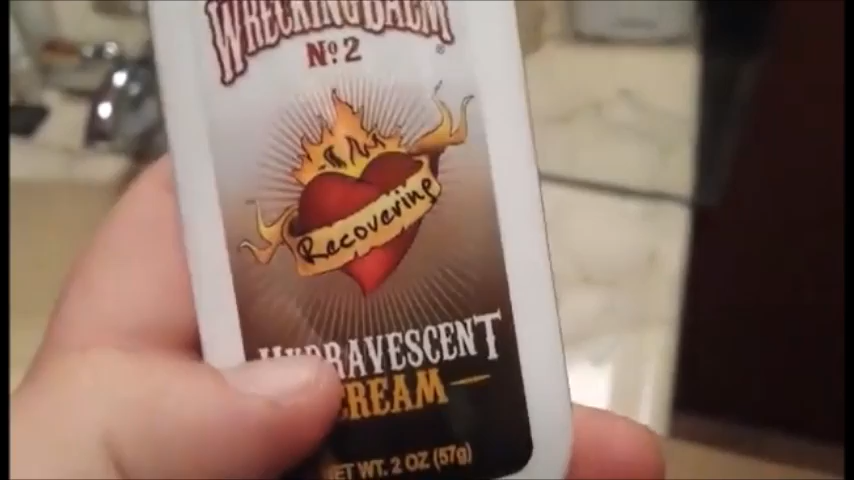 WRECKING BALM®
Nº 2
Recovering
CREAM
NET WT. 2 OZ (57g)